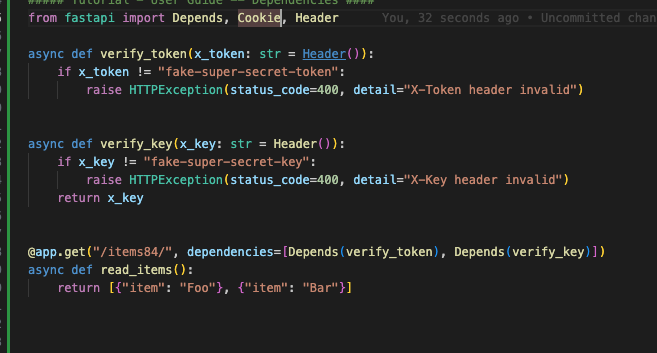 ##### Tutorial - User Guide -- Dependencies ####
from fastapi import Depends, Cookie, Header You, 32 seconds ago • Uncommitted chan
async def verify_token(x_token: str = Header()):
if x_token != "fake-super-secret-token":
raise HTTPException(status_code=400, detail="X-Token header invalid")
async def verify_key(x_key: str = Header()):
if x_key != "fake-super-secret-key":
raise HTTPException(status_code=400, detail="X-Key header invalid")
return x_key
@app.get("/items84/", dependencies=[Depends(verify_token), Depends(verify_key)])
async def read_items():
return [{"item": "Foo"}, {"item": "Bar"}]